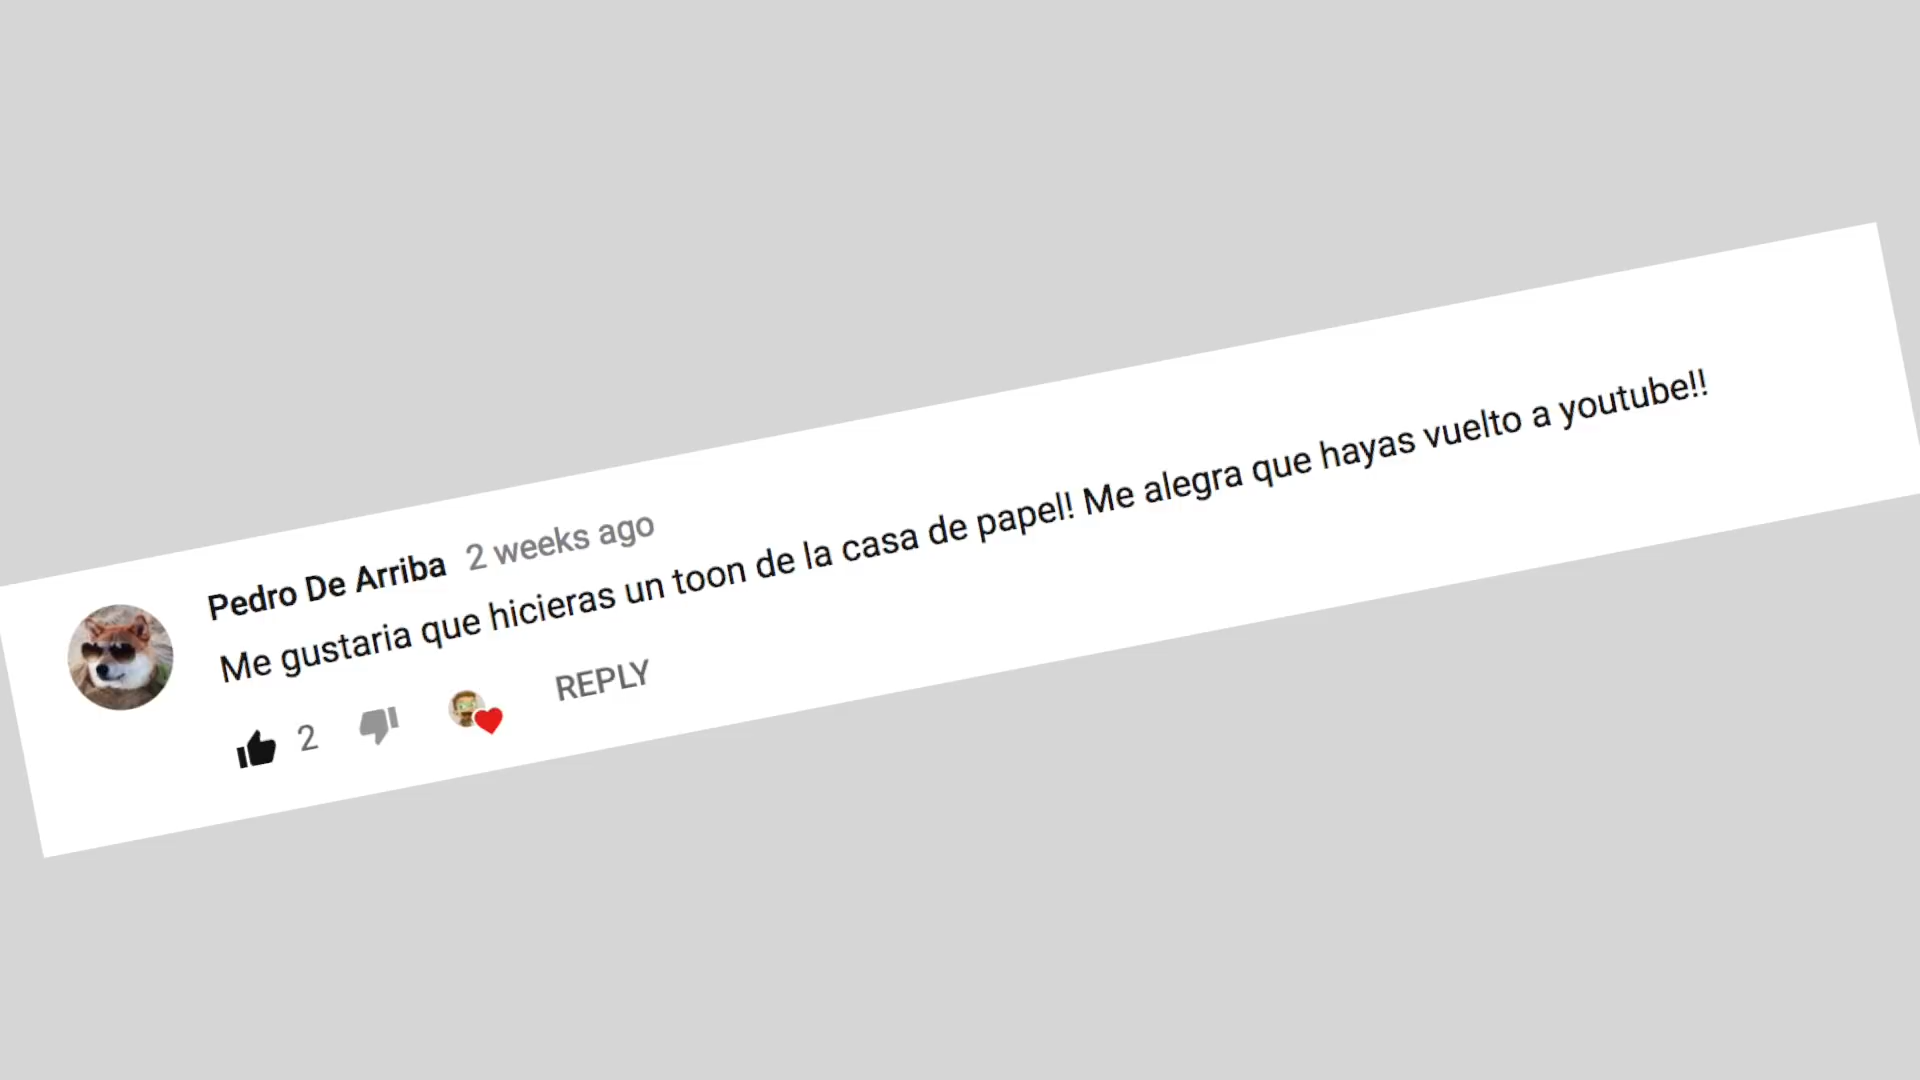 Pedro De Arriba 2 weeks ago
Me gustaria que hicieras un toon de la casa de papel! Me alegra que hayas vuelto a youtube!!
2 REPLY